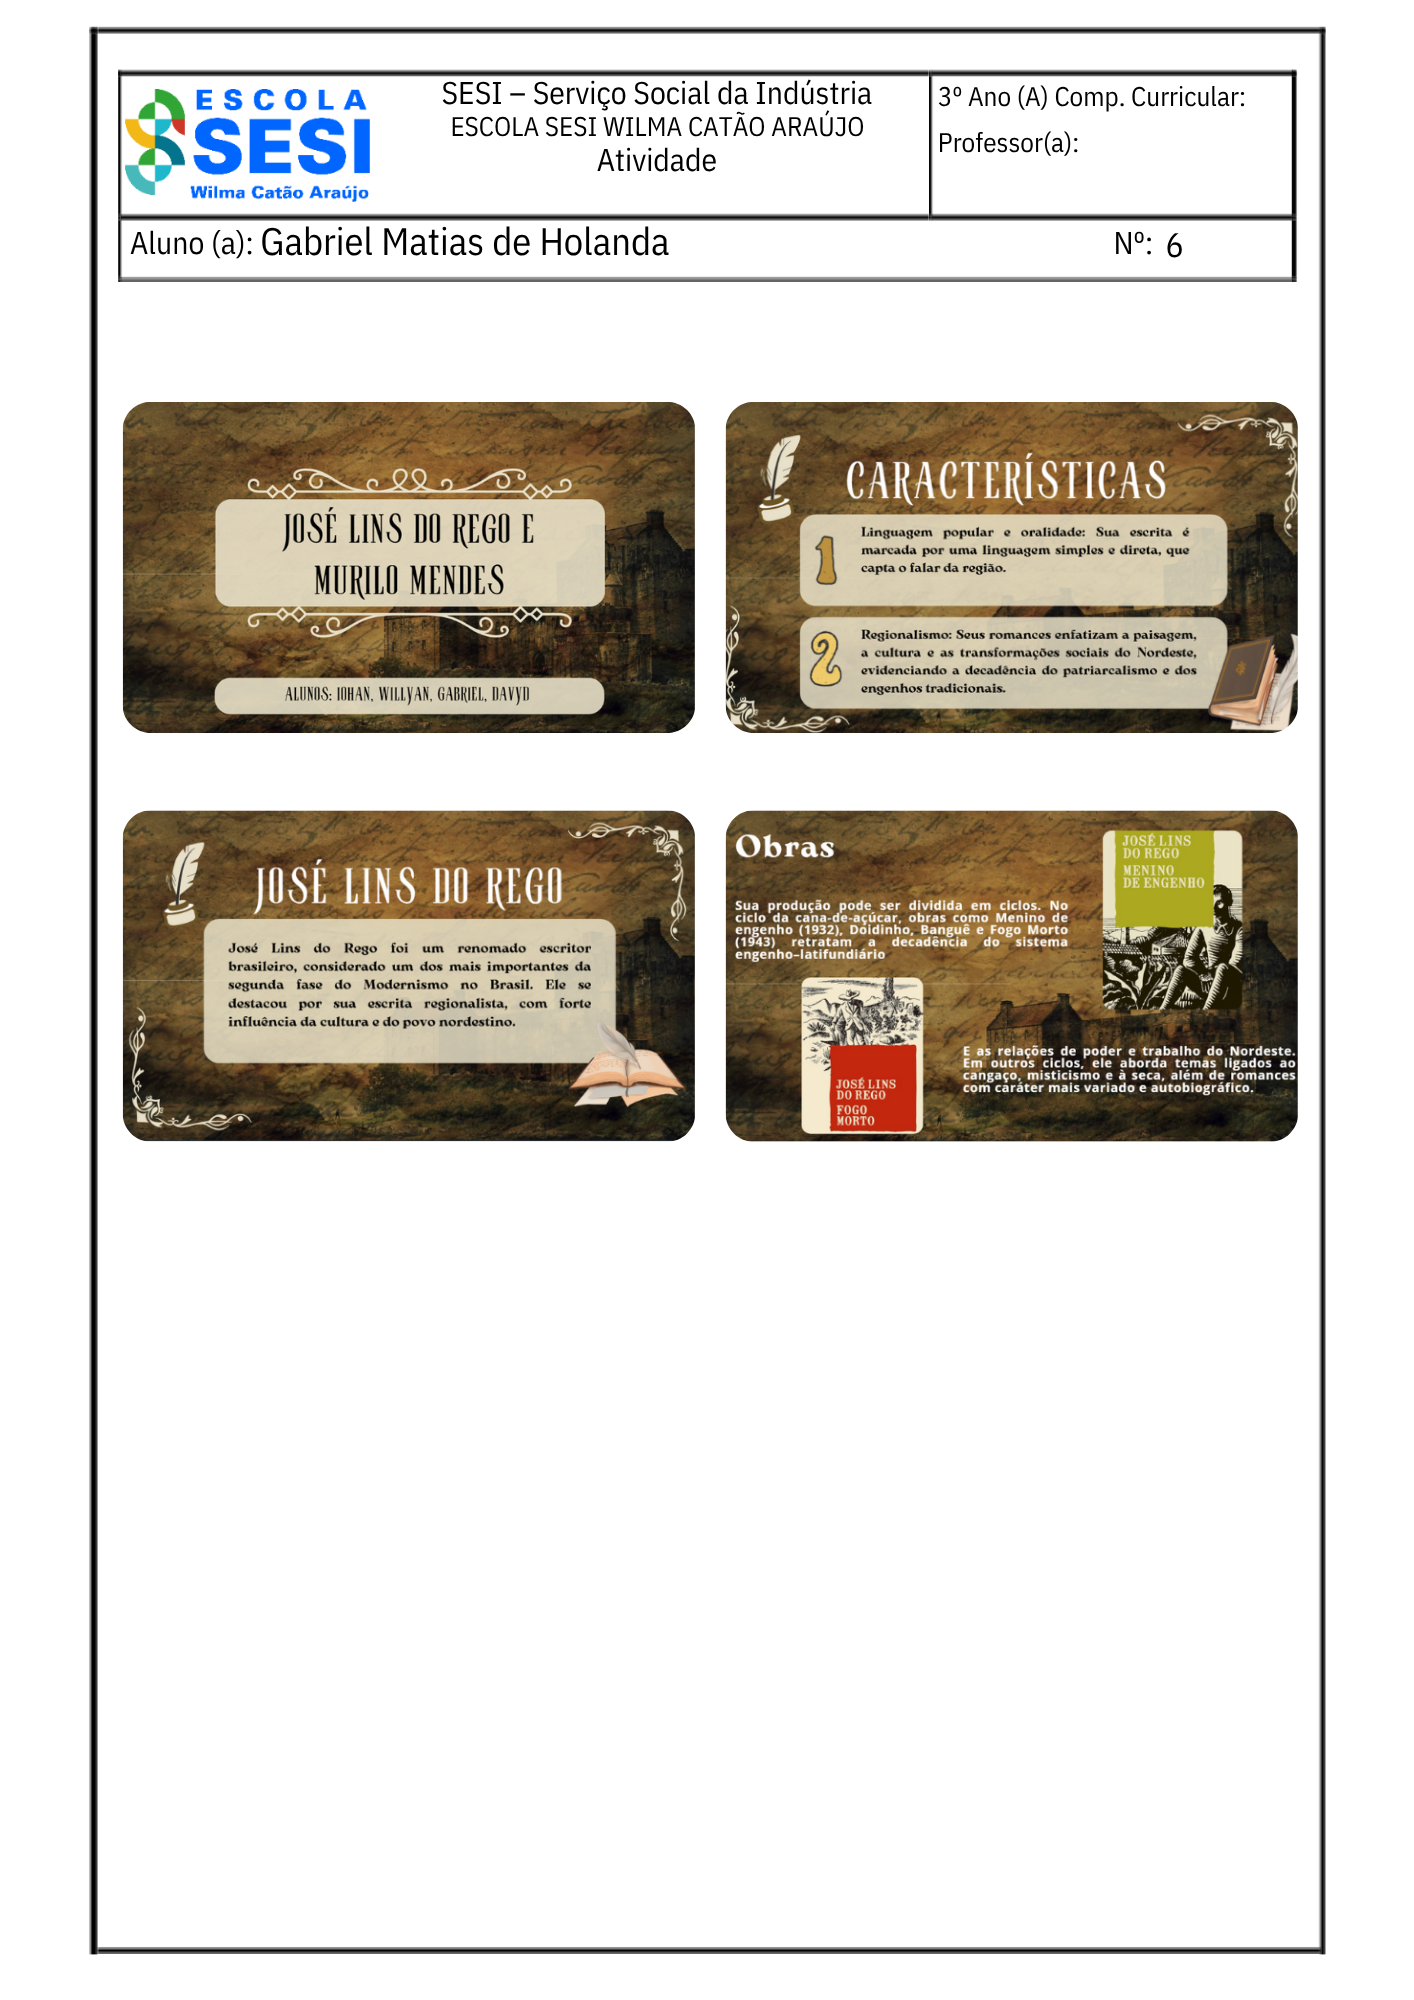 ESCOLA
SESI
Wilma Catão Araújo
SESI – Serviço Social da Indústria
ESCOLA SESI WILMA CATÃO ARAÚJO
Atividade
3º Ano (A) Comp. Curricular:
Professor(a):
Aluno (a): Gabriel Matias de Holanda
Nº: 6
JOSÉ LINS DO REGO E
MURILO MENDES
ALUNOS: IOHAN, WILLYAN, GABRIEL, DAVYD
CARACTERÍSTICAS
1
Linguagem popular e oralidade: Sua escrita é
marcada por uma linguagem simples e direta, que
capta o falar da região.
2
Regionalismo: Seus romances enfatizam a paisagem,
a cultura e as transformações sociais do Nordeste,
evidenciando a decadência do patriarcalismo e dos
engenhos tradicionais.
JOSÉ LINS DO REGO
José Lins do Rego foi um renomado escritor
brasileiro, considerado um dos mais importantes da
segunda fase do Modernismo no Brasil. Ele se
destacou por sua escrita regionalista, com forte
influência da cultura e do povo nordestino.
Obras
Sua produção pode ser dividida em ciclos. No
ciclo da cana-de-açúcar, obras como Menino de
engenho (1932), Doidinho, Banguê e Fogo Morto
(1943) retratam a decadência do sistema
engenho–latifundiário
JOSÉ LINS
DO REGO
MENINO
DE ENGENHO
JOSÉ LINS
DO REGO
FOGO
MORTO
E as relações de poder e trabalho do Nordeste.
Em outros ciclos, ele aborda temas ligados ao
cangaço, misticismo e à seca, além de romances
com caráter mais variado e autobiográfico.